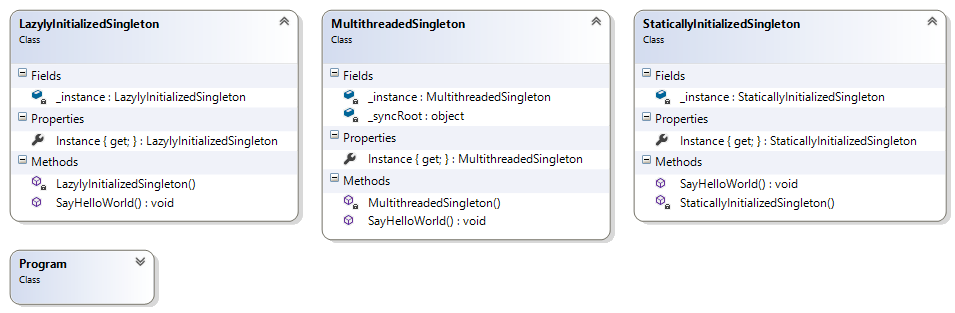 LazylyInitializedSingleton
Class
Fields
_instance : LazylyInitializedSingleton
Properties
Instance { get; } : LazylyInitializedSingleton
Methods
LazylyInitializedSingleton()
SayHelloWorld() : void
MultithreadedSingleton
Class
Fields
_instance : MultithreadedSingleton
_syncRoot : object
Properties
Instance { get; } : MultithreadedSingleton
Methods
MultithreadedSingleton()
SayHelloWorld() : void
StaticallyInitializedSingleton
Class
Fields
_instance : StaticallyInitializedSingleton
Properties
Instance { get; } : StaticallyInitializedSingleton
Methods
SayHelloWorld() : void
StaticallyInitializedSingleton()
Program
Class